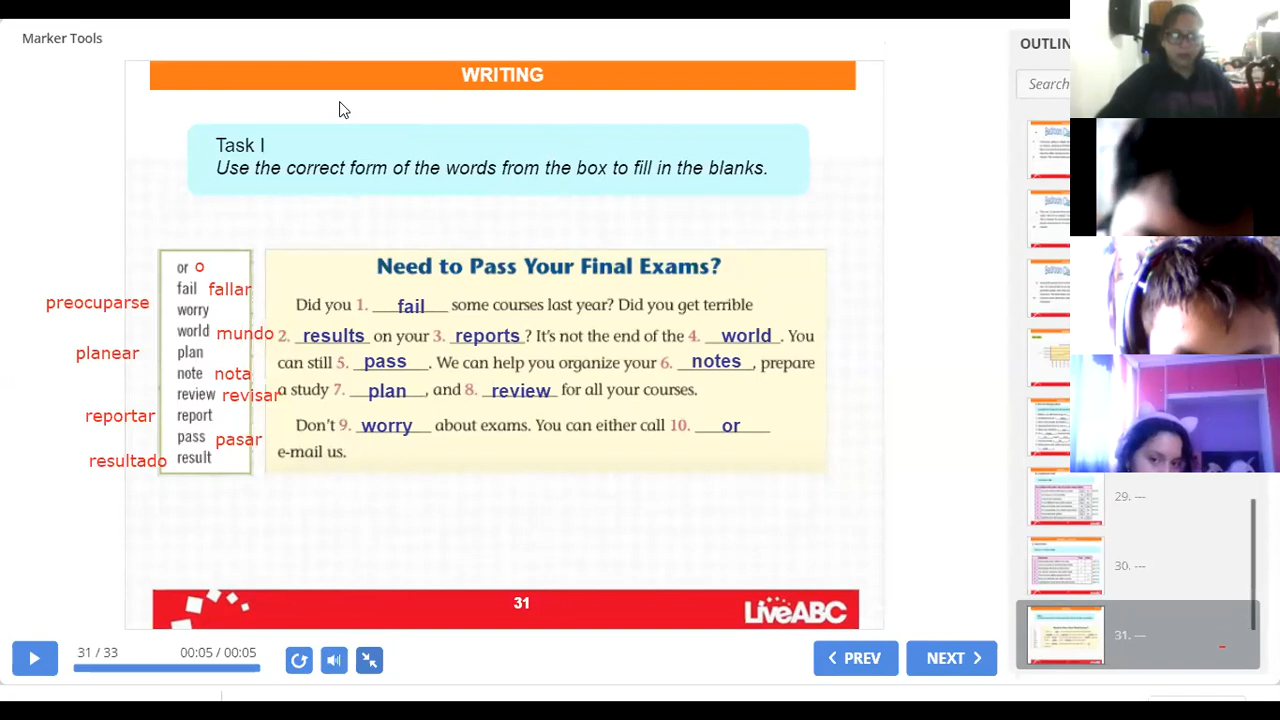 Marker Tools
WRITING
Task I
Use the correct form of the words from the box to fill in the blanks.
or o
fail fallar
preocuparse worry
world mundo
planear plan
note nota
review revisar
reportar report
pass pasar
resultado result
Need to Pass Your Final Exams?
Did you 1. fail some courses last year? Did you get terrible
2. results on your 3. reports ? It's not the end of the 4. world . You
can still 5. pass . We can help you organize your 6. notes , prepare
a study 7. plan , and 8. review for all your courses.
Don't 9. worry about exams. You can either call 10. or
e-mail us.
31
LiveABC
31 / 33
00:05 / 00:05
PREV
NEXT
OUTLIN
Search
29. —
30. —
31. —